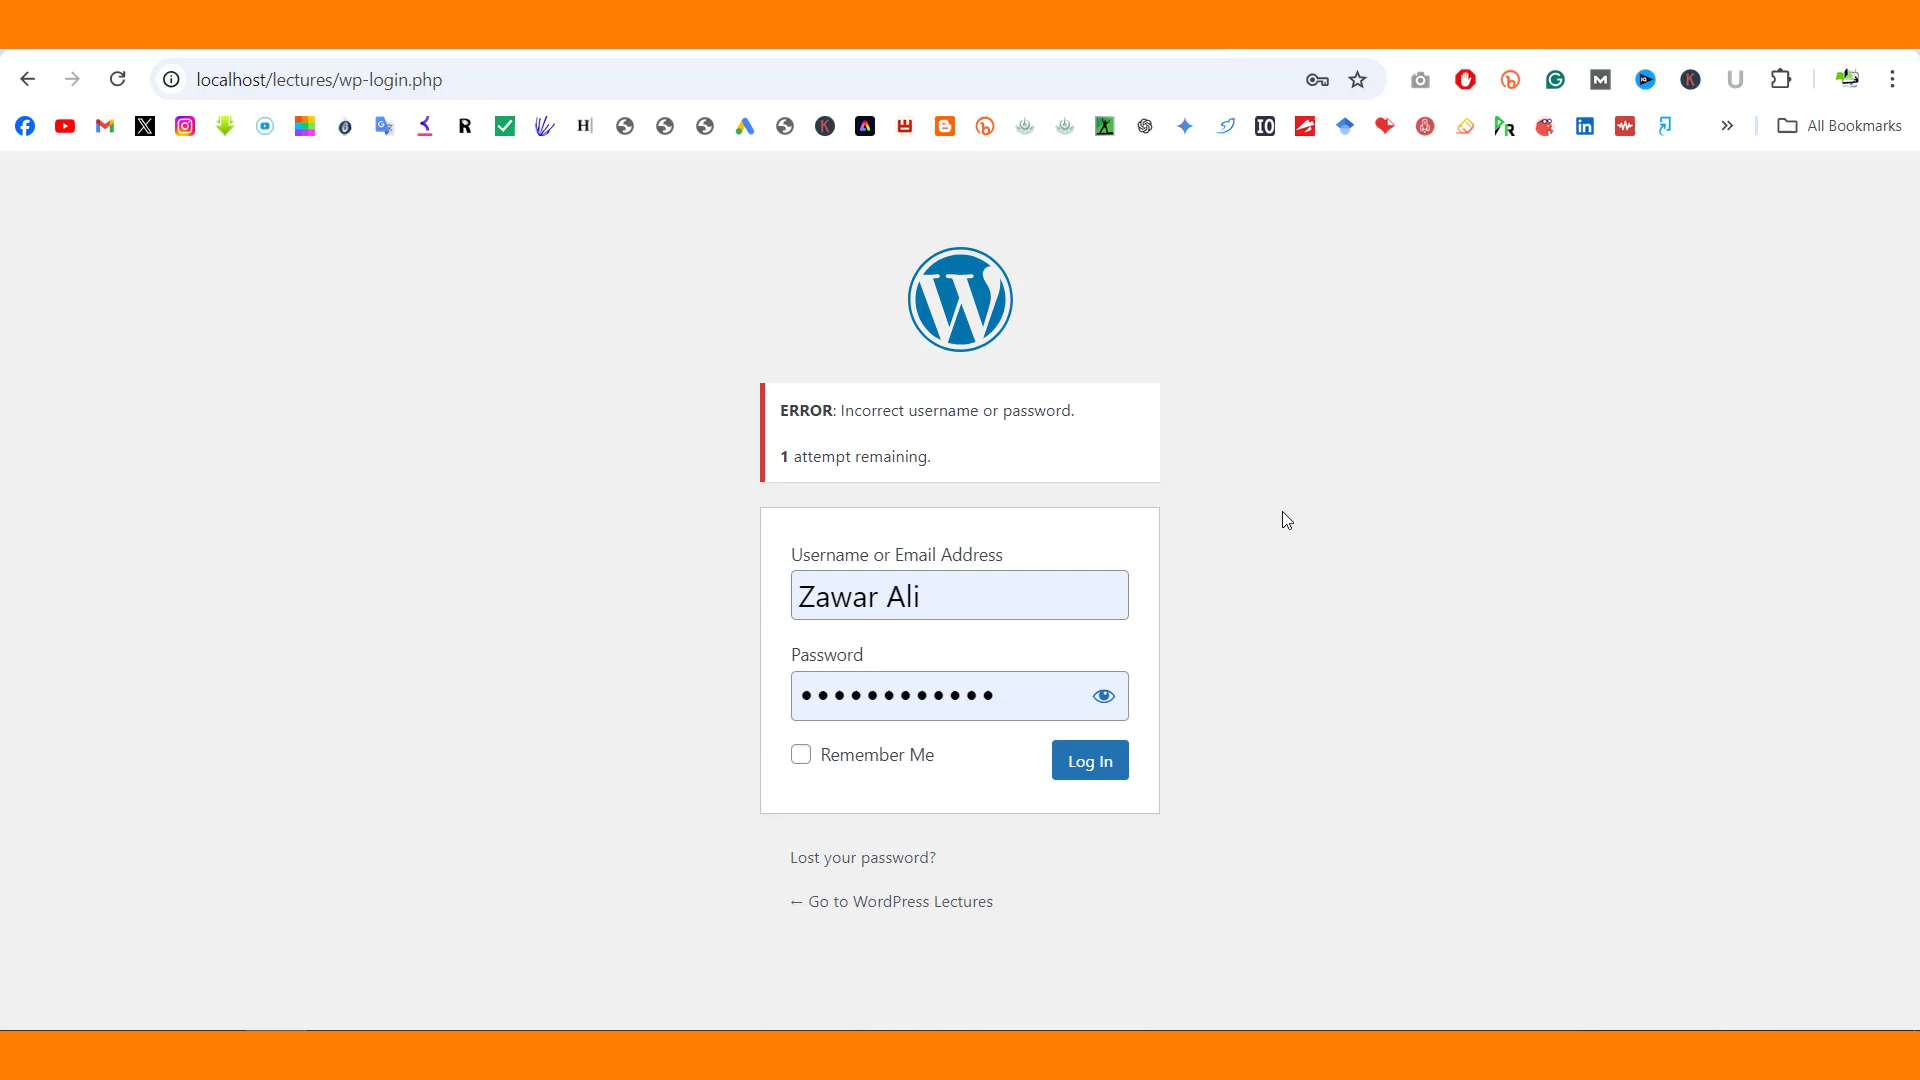 localhost/lectures/wp-login.php
All Bookmarks
ERROR: Incorrect username or password.
1 attempt remaining.
Username or Email Address
Zawar Ali
Password
Remember Me
Log In
Lost your password?
← Go to WordPress Lectures